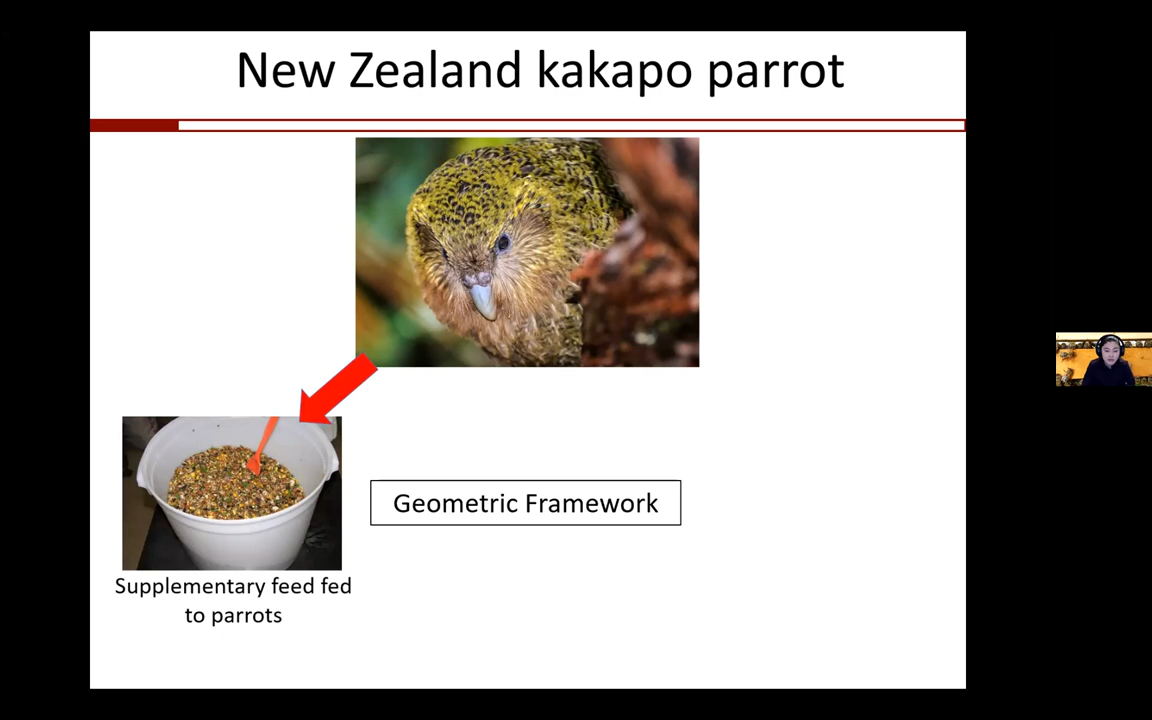 New Zealand kakapo parrot
Geometric Framework
Supplementary feed fed
to parrots